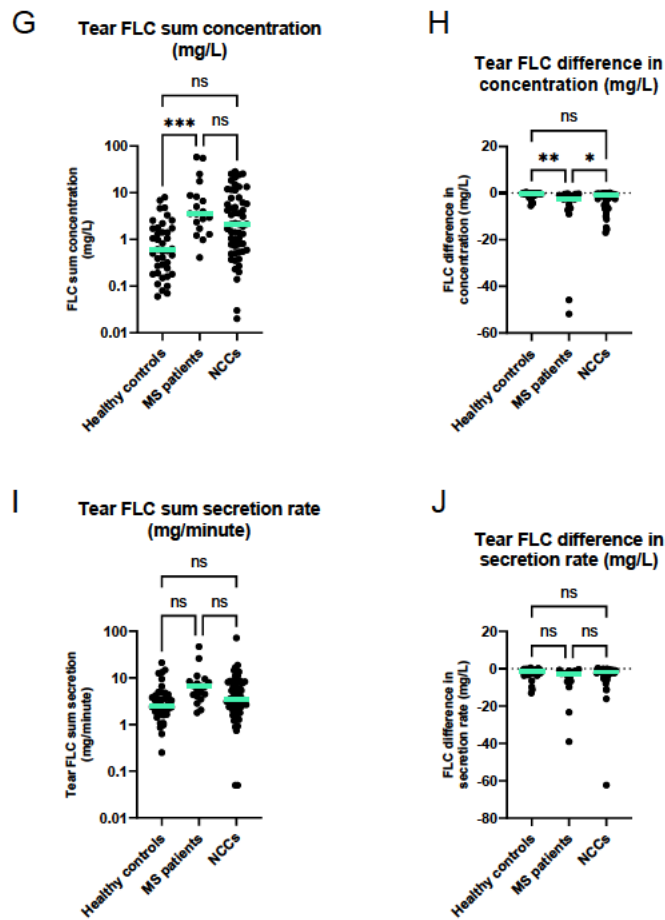 G
Tear FLC sum concentration
(mg/L)
ns
***
ns
FLC sum concentration
(mg/L)
100
10
1
0.1
0.01
Healthy controls
MS patients
NCCs
H
Tear FLC difference in
concentration (mg/L)
ns
**
*
FLC difference in
concentration (mg/L)
20
0
-20
-40
-60
Healthy controls
MS patients
NCCs
I
Tear FLC sum secretion rate
(mg/minute)
ns
ns
ns
Tear FLC sum secretion
(mg/minute)
100
10
1
0.1
0.01
Healthy controls
MS patients
NCCs
J
Tear FLC difference in
secretion rate (mg/L)
ns
ns
ns
FLC difference in
secretion rate (mg/L)
20
0
-20
-40
-60
-80
Healthy controls
MS patients
NCCs